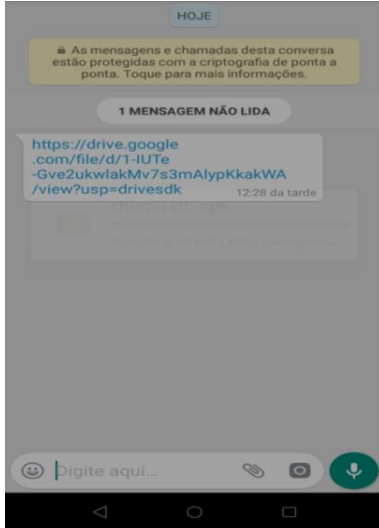 HOJE
As mensagens e chamadas desta conversa
estão protegidas com a criptografia de ponta a
ponta. Toque para mais informações.
1 MENSAGEM NÃO LIDA
https://drive.google
.com/file/d/1-IUTe
-Gve2ukwlakMv7s3mAlypKkakWA
/view?usp=drivesdk
12:28 da tarde
Digite aqui...